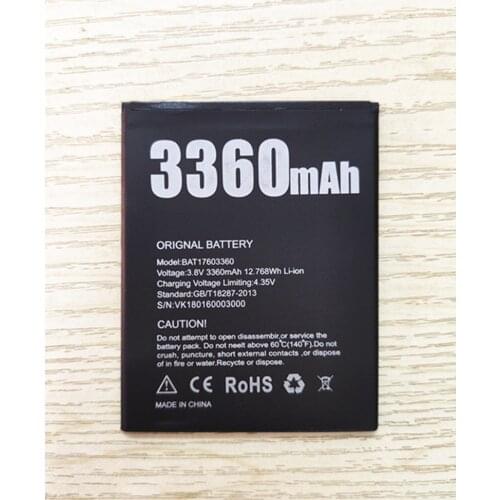 3360mAh
ORIGNAL BATTERY
Model:BAT17603360
Voltage:3.8V 3360mAh 12.768Wh Li-ion
Charging Voltage Limiting:4.35V
Standard:GB/T18287-2013
S/N:VK180160003000
CAUTION!
Do not attempt to open disassembir,or service the
battery pack. Do not neelt above 60℃(140℉).Do not
crush, puncture, short external contacts ,or dispose
of in fire or water.Recycle or dispose
CE RoHS
MADE IN CHINA